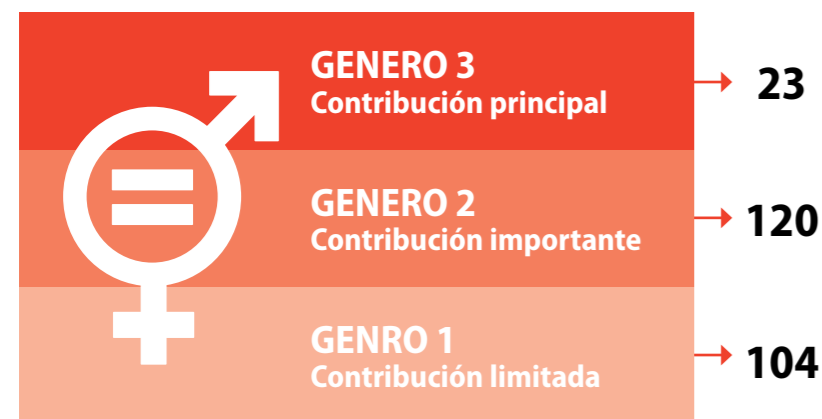 GENERO 3
Contribución principal
23
GENERO 2
Contribución importante
120
GENRO 1
Contribución limitada
104